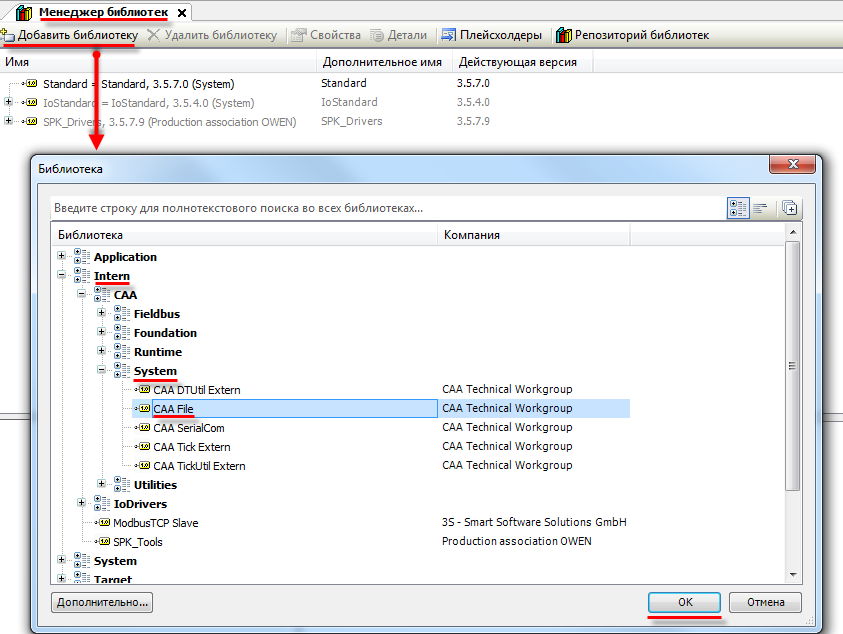 Менеджер библиотек
Добавить библиотеку Удалить библиотеку Свойства Детали Плейсхолдеры Репозиторий библиотек
Имя Дополнительное имя Действующая версия
Standard = Standard, 3.5.7.0 (System) Standard 3.5.7.0
IoStandard = IoStandard, 3.5.4.0 (System) IoStandard 3.5.4.0
SPK_Drivers, 3.5.7.9 (Production association OWEN) SPK_Drivers 3.5.7.9
Библиотека
Введите строку для полнотекстового поиска во всех библиотеках...
Библиотека Компания
Application
Intern
CAA
Fieldbus
Foundation
Runtime
System
CAA DTUtil Extern CAA Technical Workgroup
CAA File CAA Technical Workgroup
CAA SerialCom CAA Technical Workgroup
CAA Tick Extern CAA Technical Workgroup
CAA TickUtil Extern CAA Technical Workgroup
Utilities
IoDrivers
ModbusTCP Slave 3S - Smart Software Solutions GmbH
SPK_Tools Production association OWEN
System
Target
Дополнительно... OK Отмена